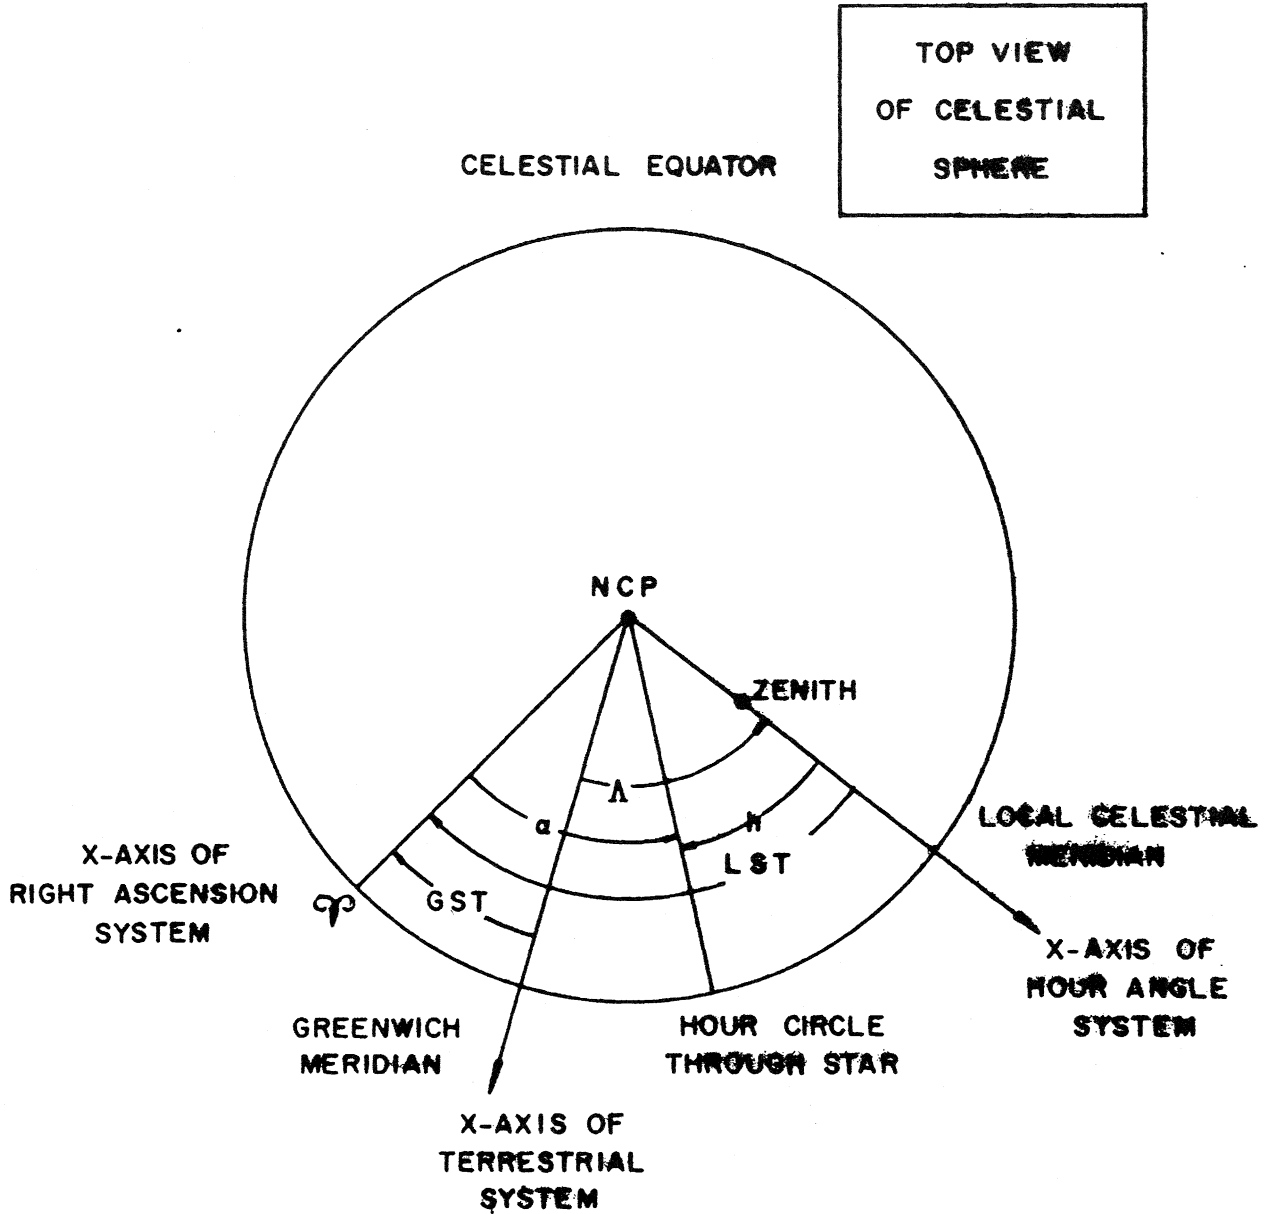 TOP VIEW
OF CELESTIAL
SPHERE
CELESTIAL EQUATOR
NCP
ZENITH
Λ
α
h
LST
GST
LOCAL CELESTIAL
MERIDIAN
X-AXIS OF
RIGHT ASCENSION
SYSTEM
♈
X-AXIS OF
HOUR ANGLE
SYSTEM
GREENWICH
MERIDIAN
HOUR CIRCLE
THROUGH STAR
X-AXIS OF
TERRESTRIAL
SYSTEM